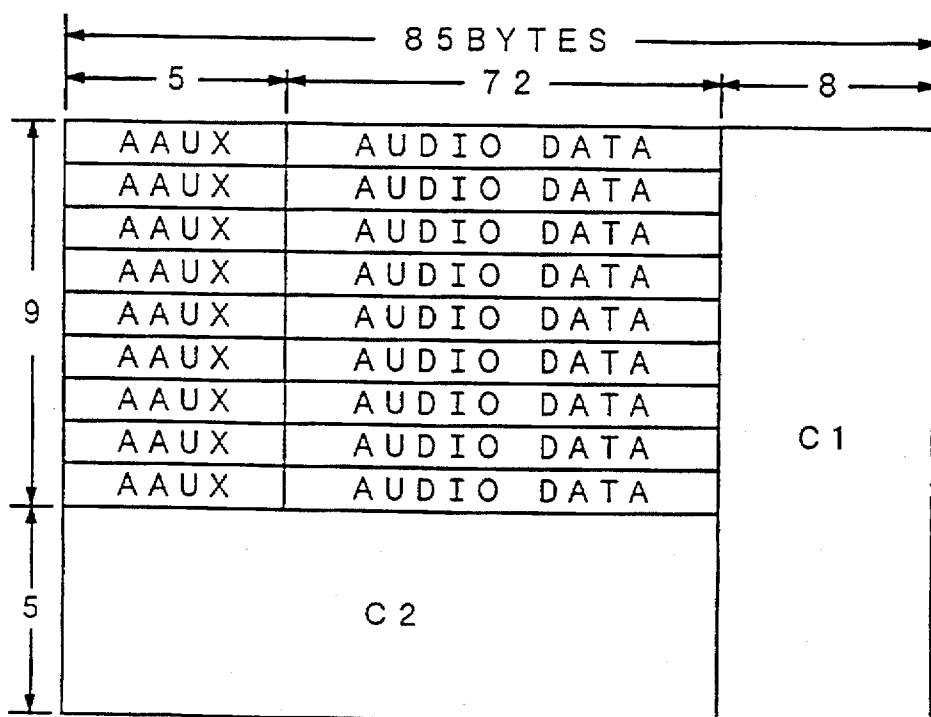 85BYTES
5 72 8
AAUX AUDIO DATA
AAUX AUDIO DATA
AAUX AUDIO DATA
AAUX AUDIO DATA
9 AAUX AUDIO DATA
AAUX AUDIO DATA
AAUX AUDIO DATA
AAUX AUDIO DATA C1
AAUX AUDIO DATA
5 C2